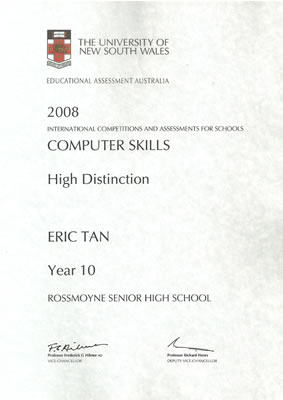 THE UNIVERSITY OF
NEW SOUTH WALES
EDUCATIONAL ASSESSMENT AUSTRALIA
2008
INTERNATIONAL COMPETITIONS AND ASSESSMENTS FOR SCHOOLS
COMPUTER SKILLS
High Distinction
ERIC TAN
Year 10
ROSSMOYNE SENIOR HIGH SCHOOL
Professor Frederick G Hilmer AO
VICE-CHANCELLOR
Professor Richard Henry
DEPUTY VICE-CHANCELLOR